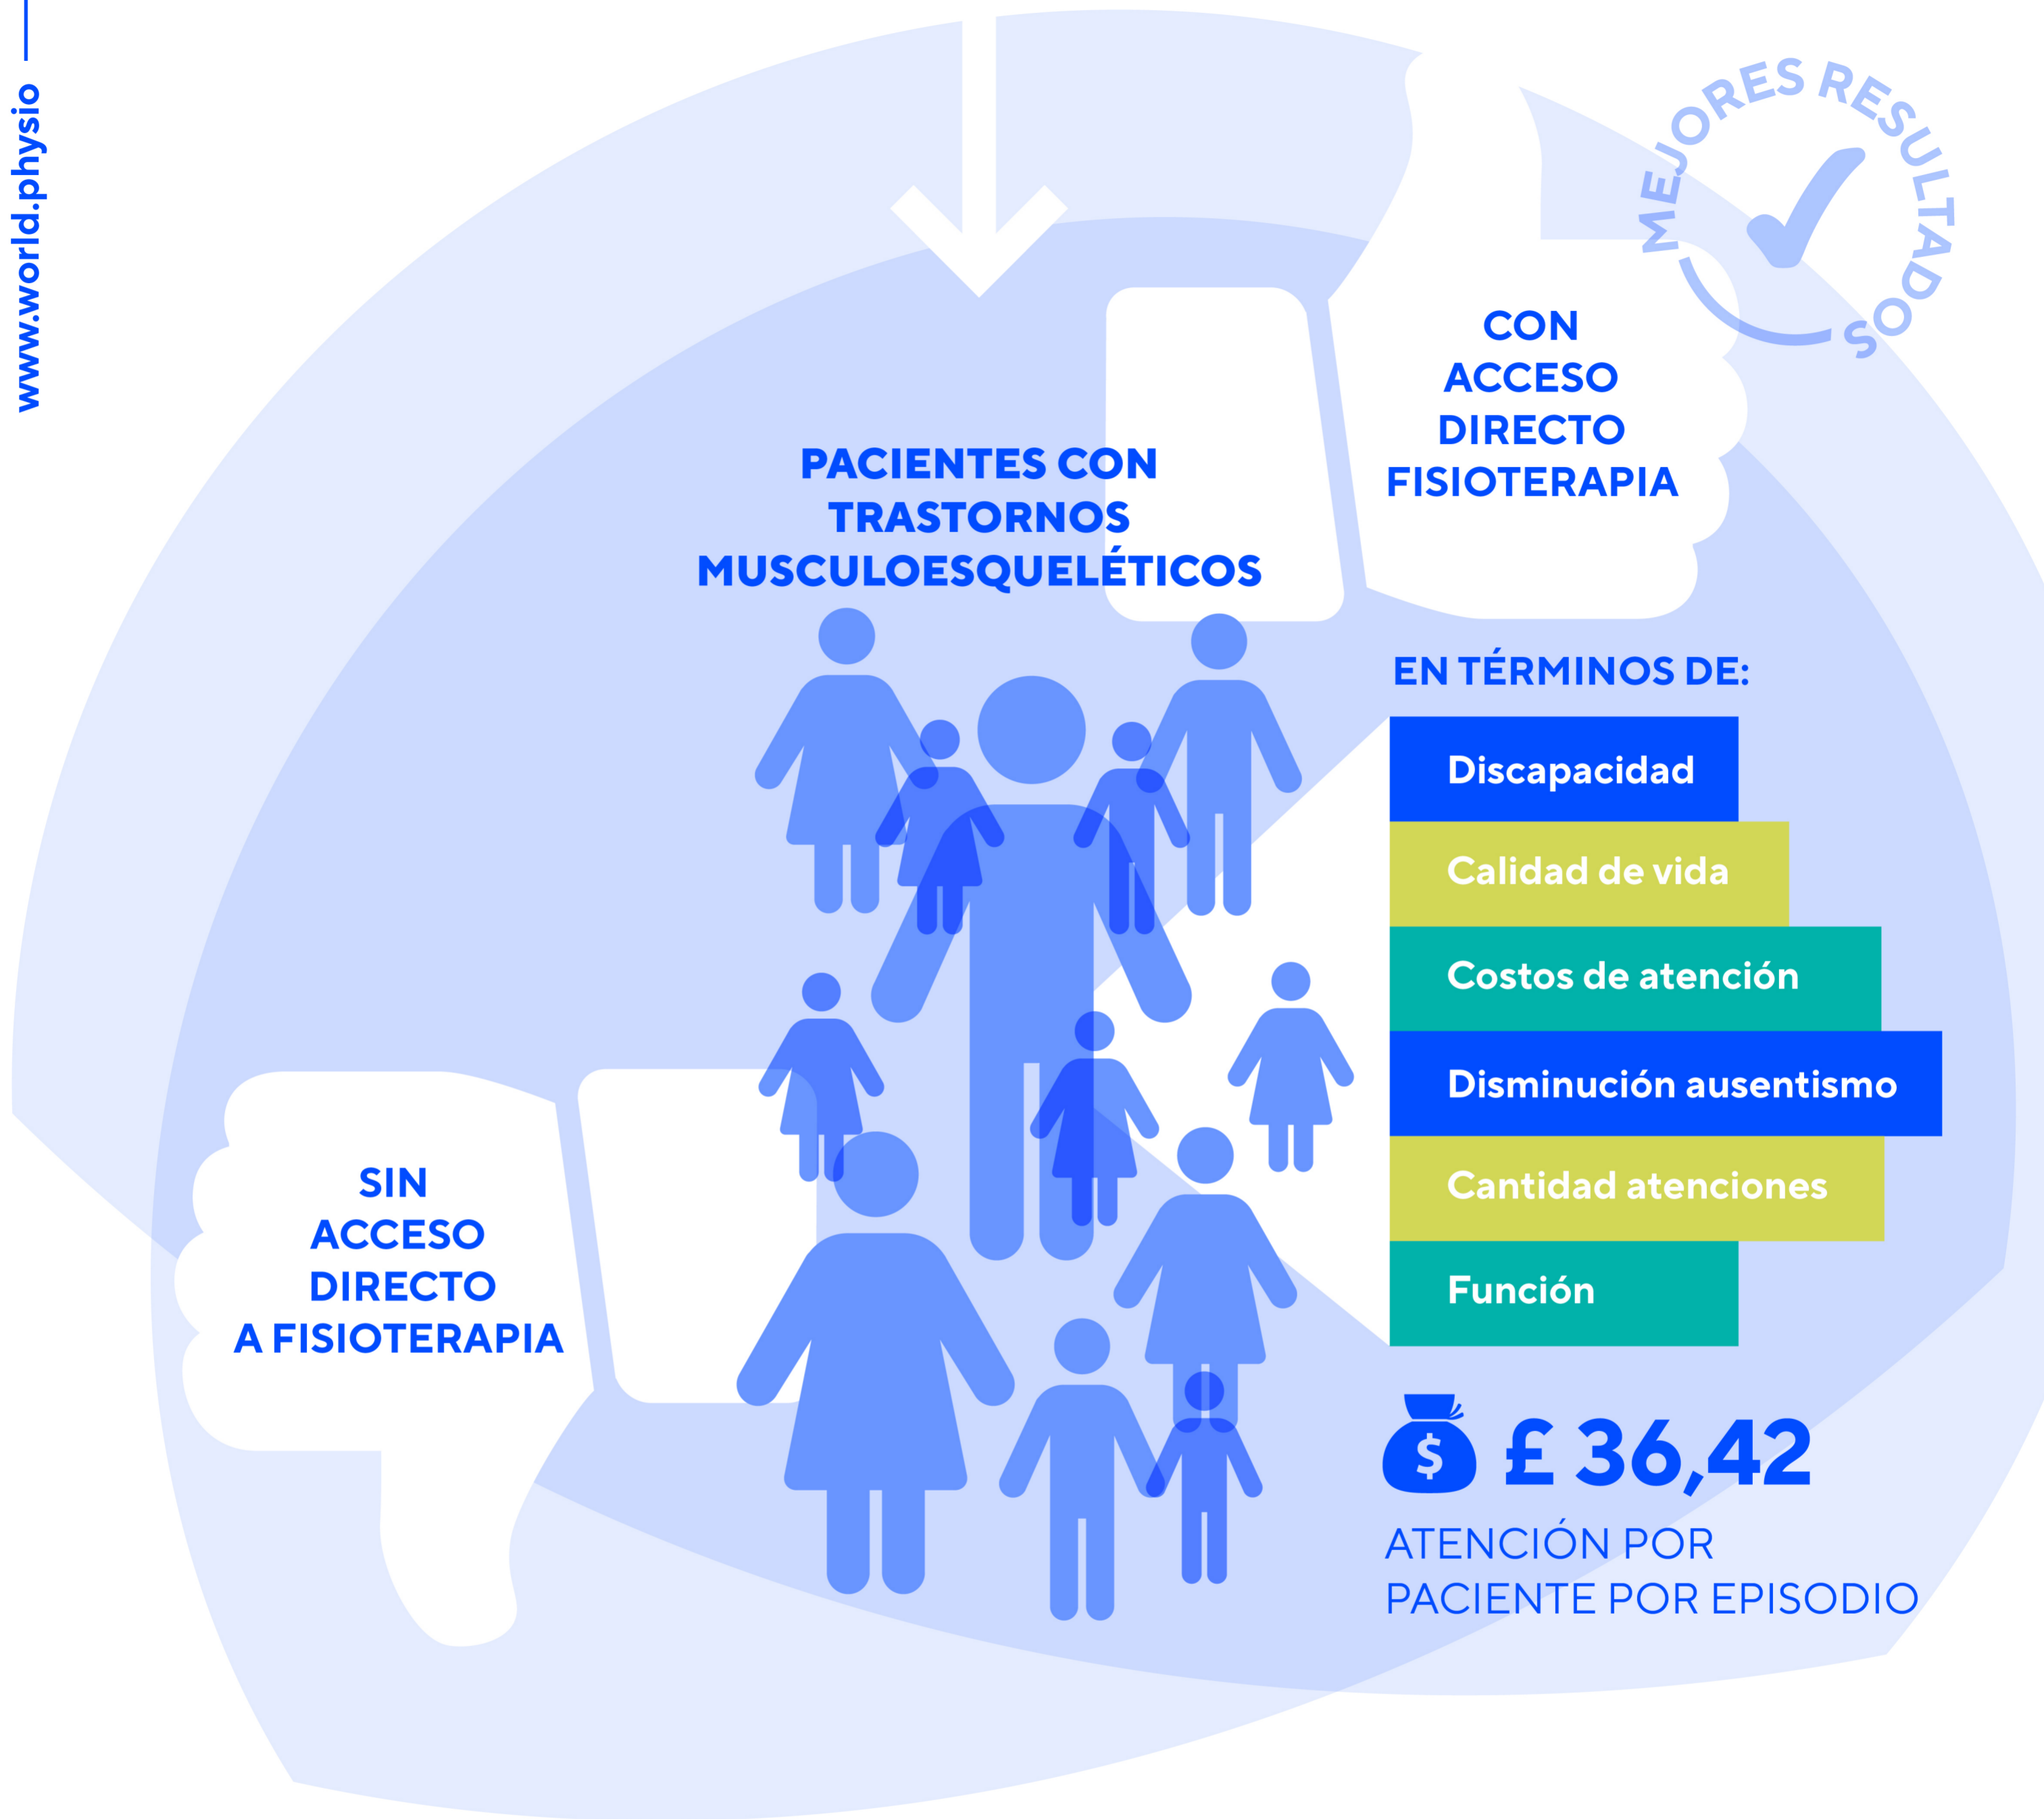 www.world.physio
MEJORES RESULTADOS
CON
ACCESO
DIRECTO
FISIOTERAPIA
PACIENTES CON
TRASTORNOS
MUSCULOESQUELÉTICOS
EN TÉRMINOS DE:
Discapacidad
Calidad de vida
Costos de atención
Disminución ausentismo
Cantidad atenciones
Función
SIN
ACCESO
DIRECTO
A FISIOTERAPIA
$ £ 36,42
ATENCIÓN POR
PACIENTE POR EPISODIO